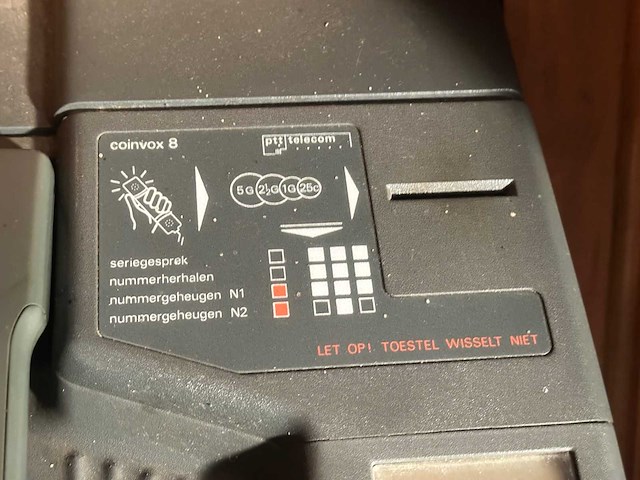 coinvox 8
ptt telecom
5G 2½G 1G 25c
seriegesprek
nummerherhalen
nummergeheugen N1
nummergeheugen N2
LET OP! TOESTEL WISSELT NIET